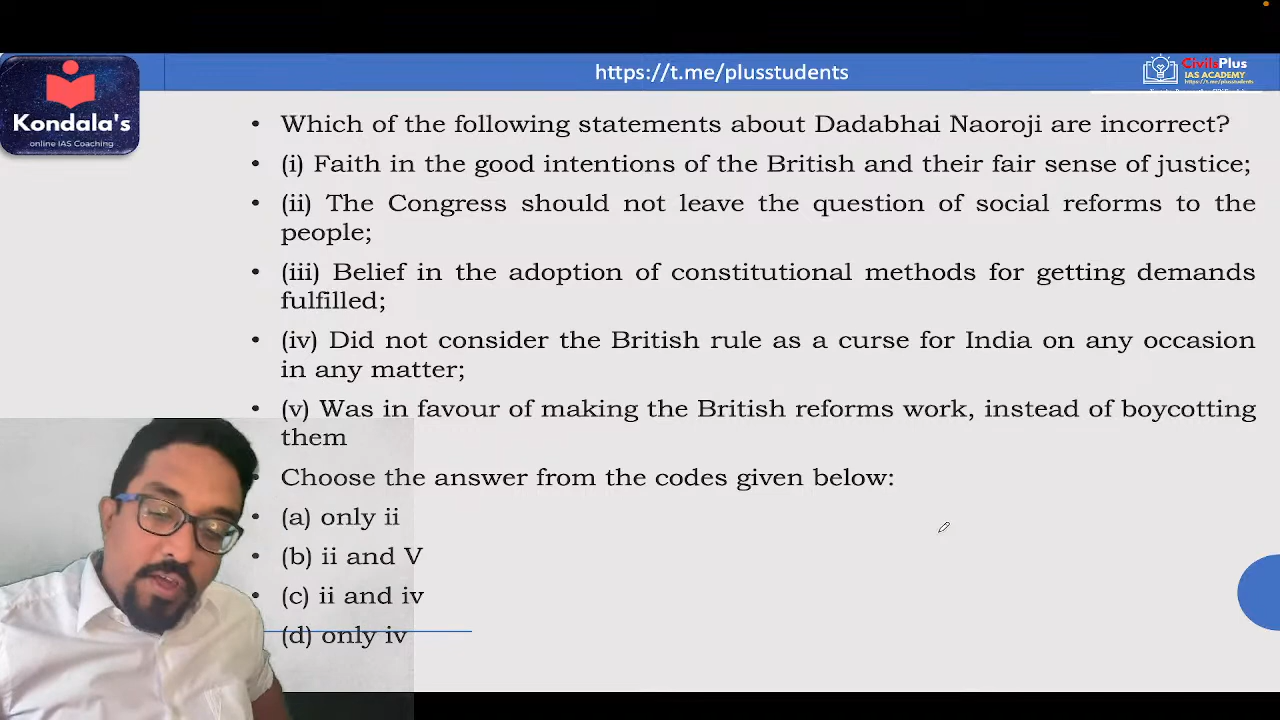 https://t.me/plusstudents
CivilsPlus
IAS ACADEMY
https://t.me/plusstudents
Kondala's
online IAS Coaching
• Which of the following statements about Dadabhai Naoroji are incorrect?
• (i) Faith in the good intentions of the British and their fair sense of justice;
• (ii) The Congress should not leave the question of social reforms to the
people;
• (iii) Belief in the adoption of constitutional methods for getting demands
fulfilled;
• (iv) Did not consider the British rule as a curse for India on any occasion
in any matter;
• (v) Was in favour of making the British reforms work, instead of boycotting
them
• Choose the answer from the codes given below:
• (a) only ii
• (b) ii and V
• (c) ii and iv
• (d) only iv